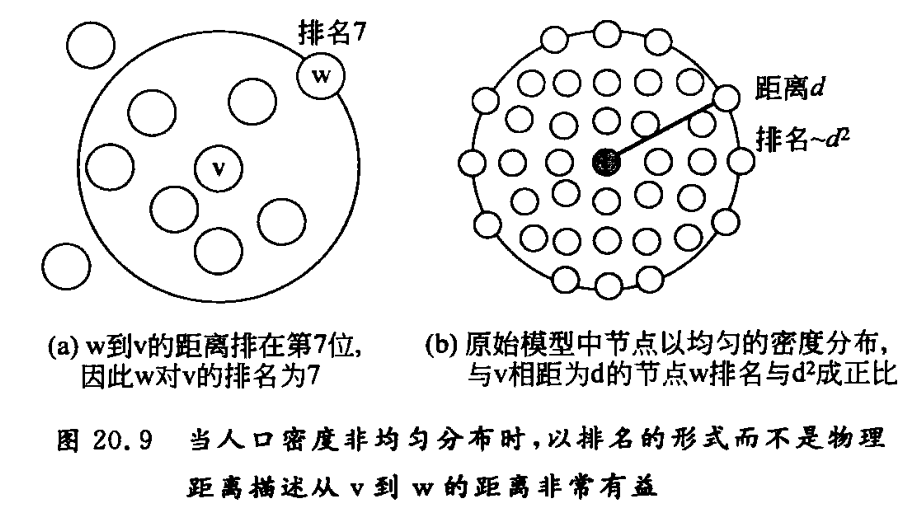 排名7
w
v
距离d
排名~d²
(a) w到v的距离排在第7位,
因此w对v的排名为7
(b) 原始模型中节点以均匀的密度分布,
与v相距为d的节点w排名与d²成正比
图 20.9 当人口密度非均匀分布时,以排名的形式而不是物理
距离描述从 v 到 w 的距离非常有益